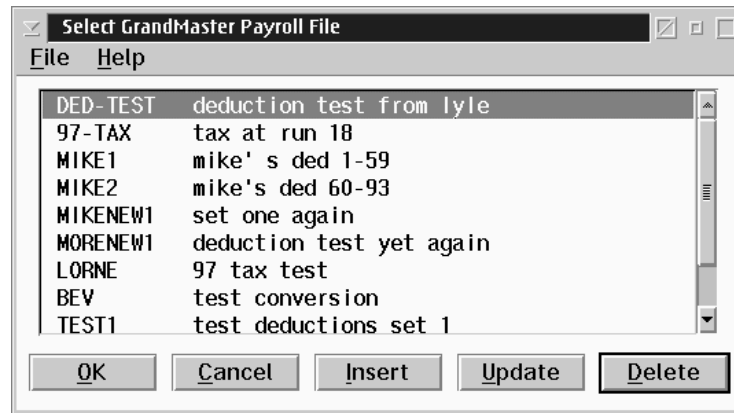 Select GrandMaster Payroll File
File Help
DED-TEST deduction test from lyle
97-TAX tax at run 18
MIKE1 mike' s ded 1-59
MIKE2 mike's ded 60-93
MIKENEW1 set one again
MORENEW1 deduction test yet again
LORNE 97 tax test
BEV test conversion
TEST1 test deductions set 1
OK Cancel Insert Update Delete